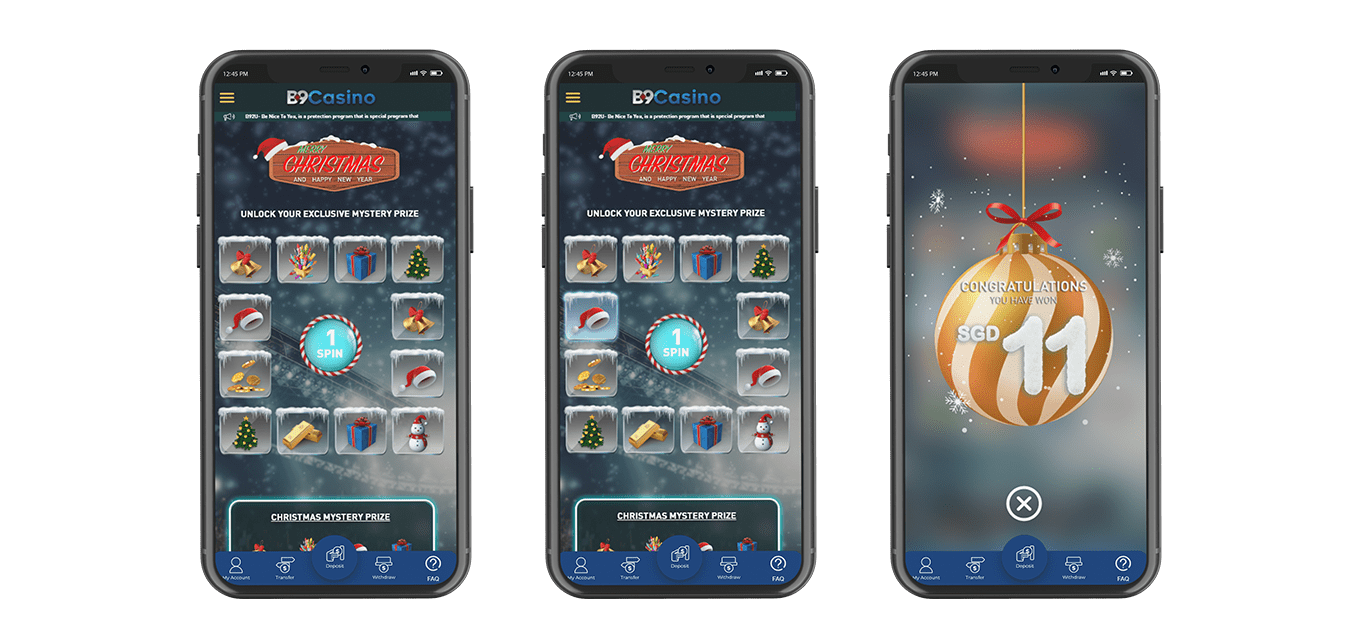 12:45 PM
B9Casino
B92U- Be Nice To You, is a protection program that is special program that
MERRY
CHRISTMAS
AND HAPPY NEW YEAR
UNLOCK YOUR EXCLUSIVE MYSTERY PRIZE
1
SPIN
CHRISTMAS MYSTERY PRIZE
My Account
Transfer
Deposit
Withdraw
FAQ
12:45 PM
B9Casino
B92U- Be Nice To You, is a protection program that is special program that
MERRY
CHRISTMAS
AND HAPPY NEW YEAR
UNLOCK YOUR EXCLUSIVE MYSTERY PRIZE
1
SPIN
CHRISTMAS MYSTERY PRIZE
My Account
Transfer
Deposit
Withdraw
FAQ
12:45 PM
CONGRATULATIONS
YOU HAVE WON
SGD 11
My Account
Transfer
Deposit
Withdraw
FAQ